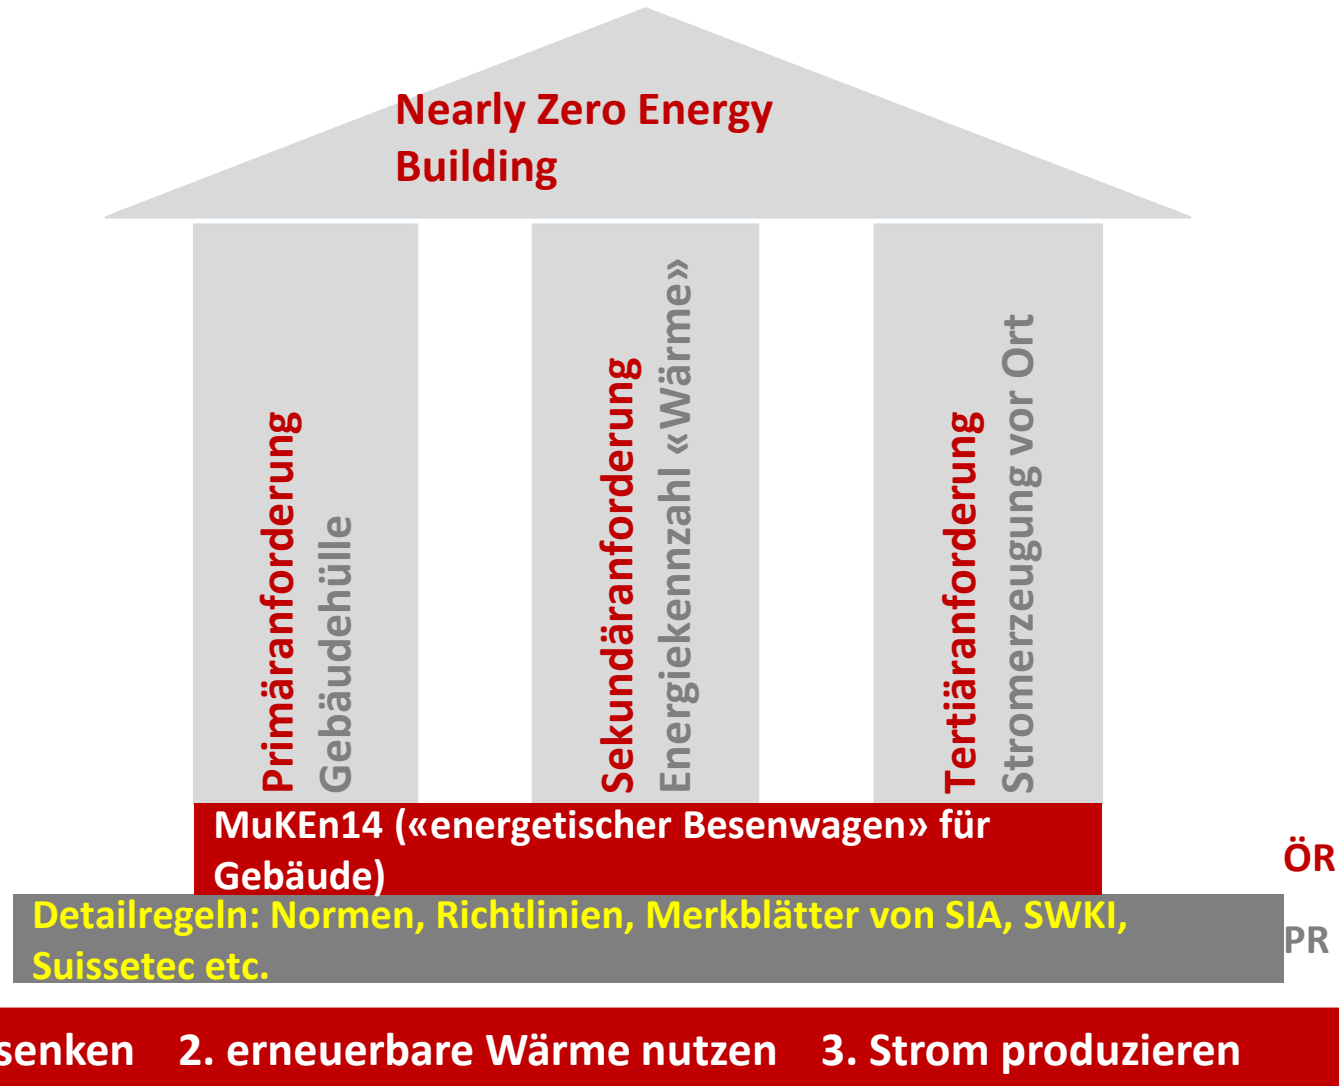 Nearly Zero Energy
Building
Primäranforderung
Gebäudehülle
Sekundäranforderung
Energiekennzahl «Wärme»
Tertiäranforderung
Stromerzeugung vor Ort
MuKEn14 («energetischer Besenwagen» für
Gebäude)
ÖR
Detailregeln: Normen, Richtlinien, Merkblätter von SIA, SWKI,
Suissetec etc.
PR
senken 2. erneuerbare Wärme nutzen 3. Strom produzieren